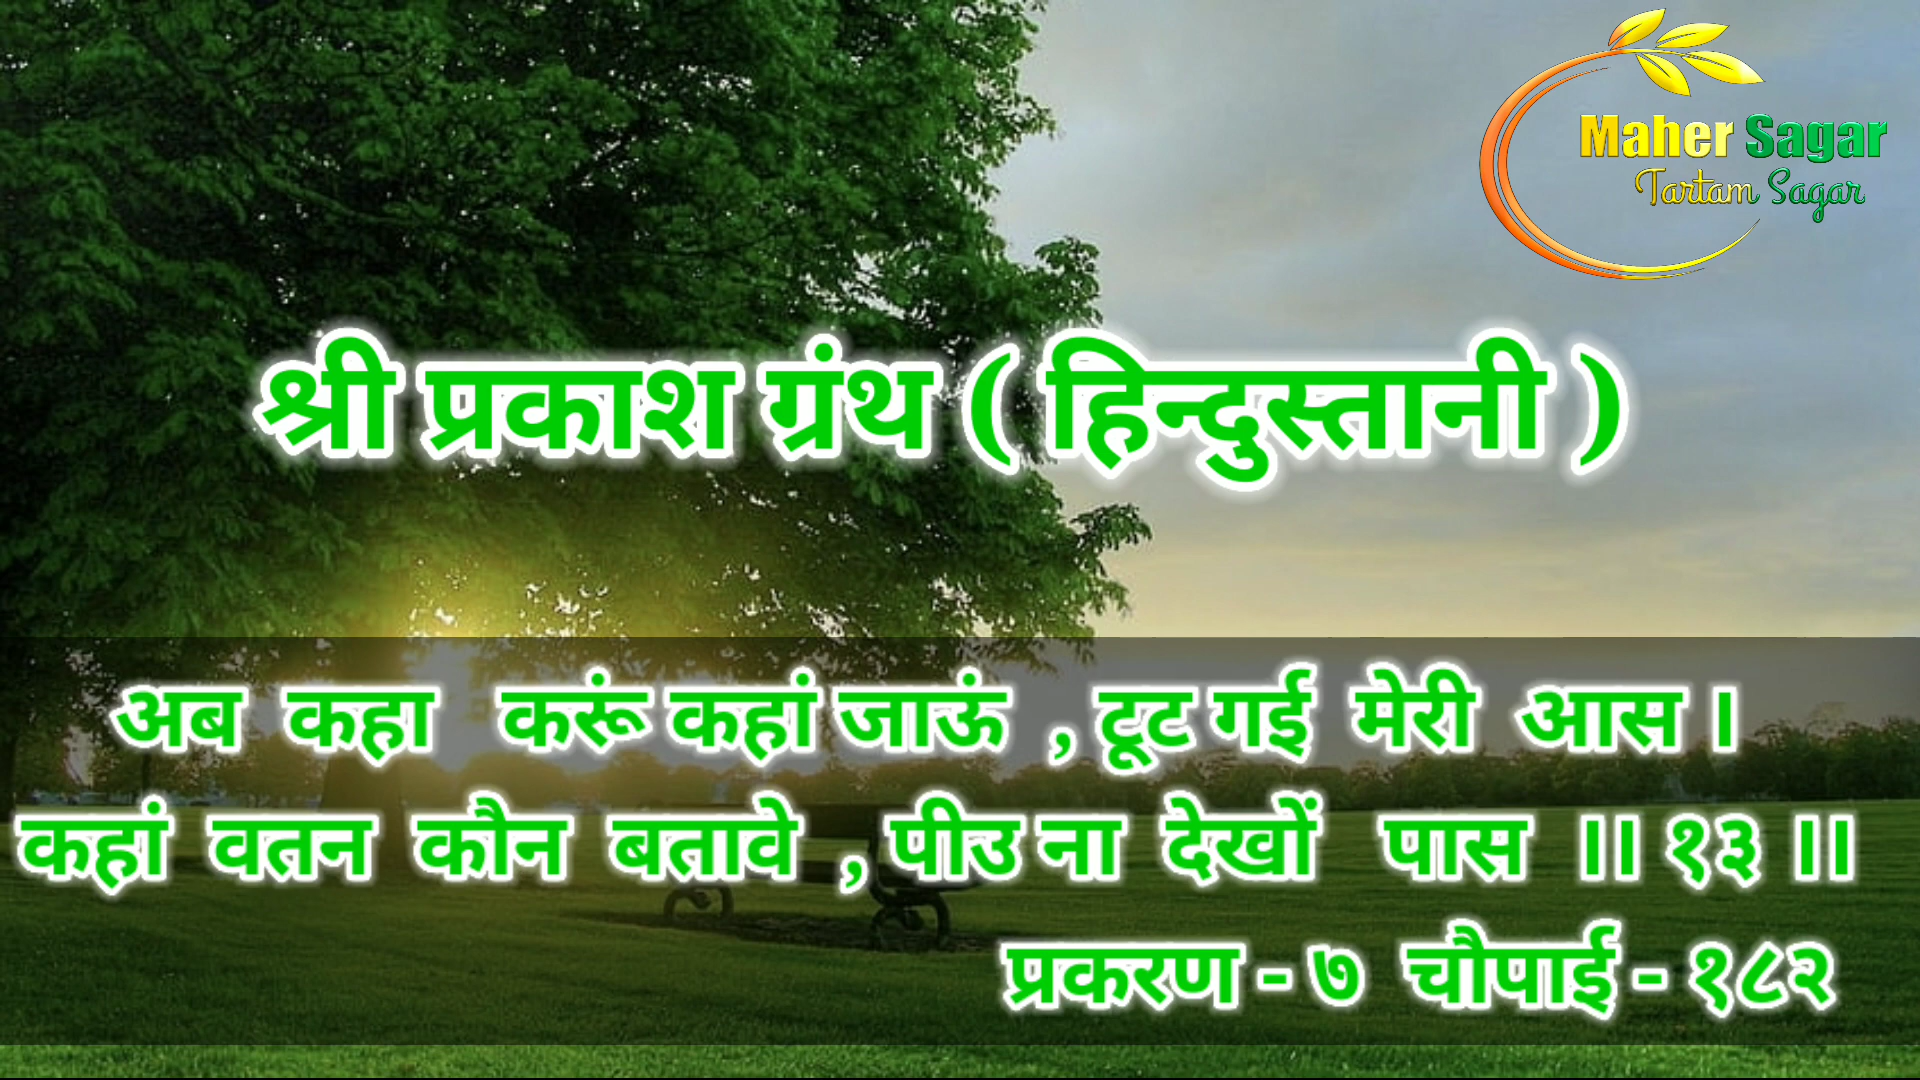 Maher Sagar
Tartam Sagar
श्री प्रकाश ग्रंथ ( हिन्दुस्तानी )
अब कहा करूं कहां जाऊं , टूट गई मेरी आस ।
कहां वतन कौन बतावे , पीउ ना देखों पास ।। १३ ।।
प्रकरण - ७ चौपाई - १८२